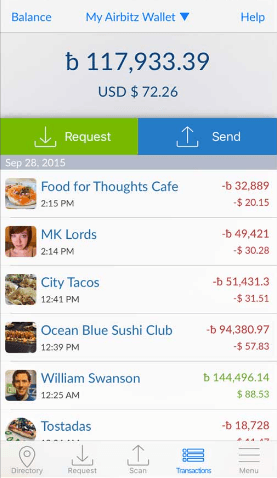 Balance My Airbitz Wallet ▼ Help
ƀ 117,933.39
USD $ 72.26
Request Send
Sep 28, 2015
Food for Thoughts Cafe -ƀ 32,889
2:15 PM -$ 20.15
MK Lords -ƀ 49,421
2:14 PM -$ 30.28
City Tacos -ƀ 51,431.3
12:41 PM -$ 31.51
Ocean Blue Sushi Club -ƀ 94,380.97
12:39 PM -$ 57.83
William Swanson ƀ 144,496.14
12:25 AM $ 88.53
Tostadas -ƀ 18,728
Directory Request Scan Transactions Menu